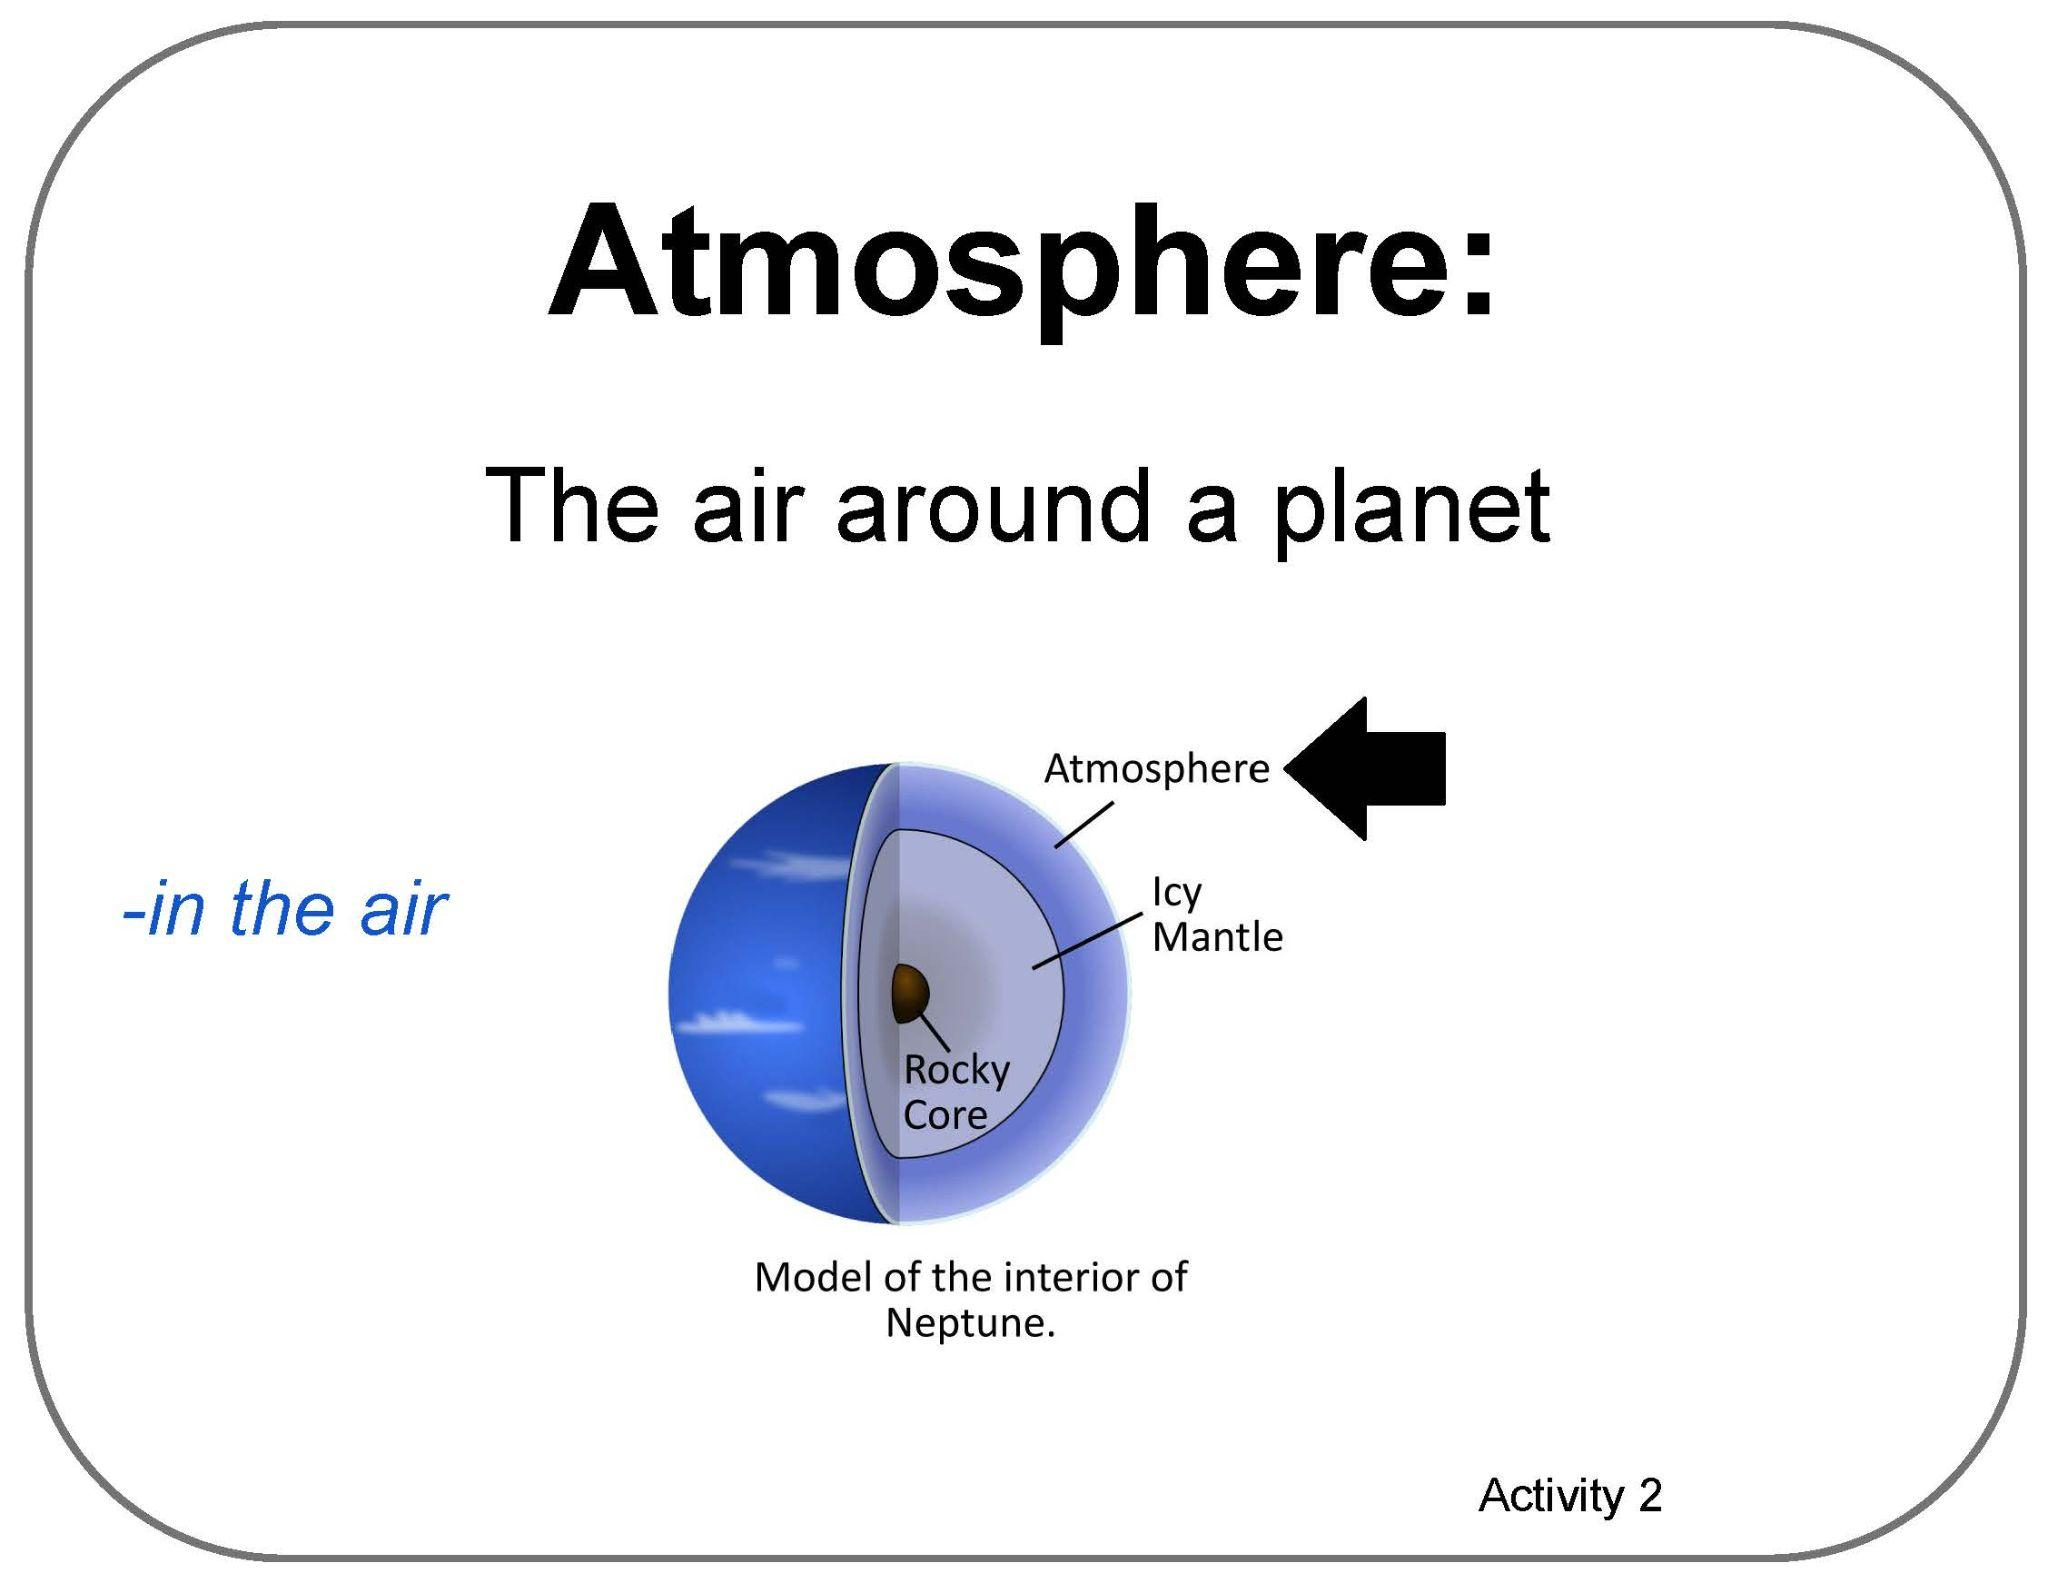 Atmosphere:
The air around a planet
Atmosphere
-in the air
Icy
Mantle
Rocky
Core
Model of the interior of
Neptune.
Activity 2